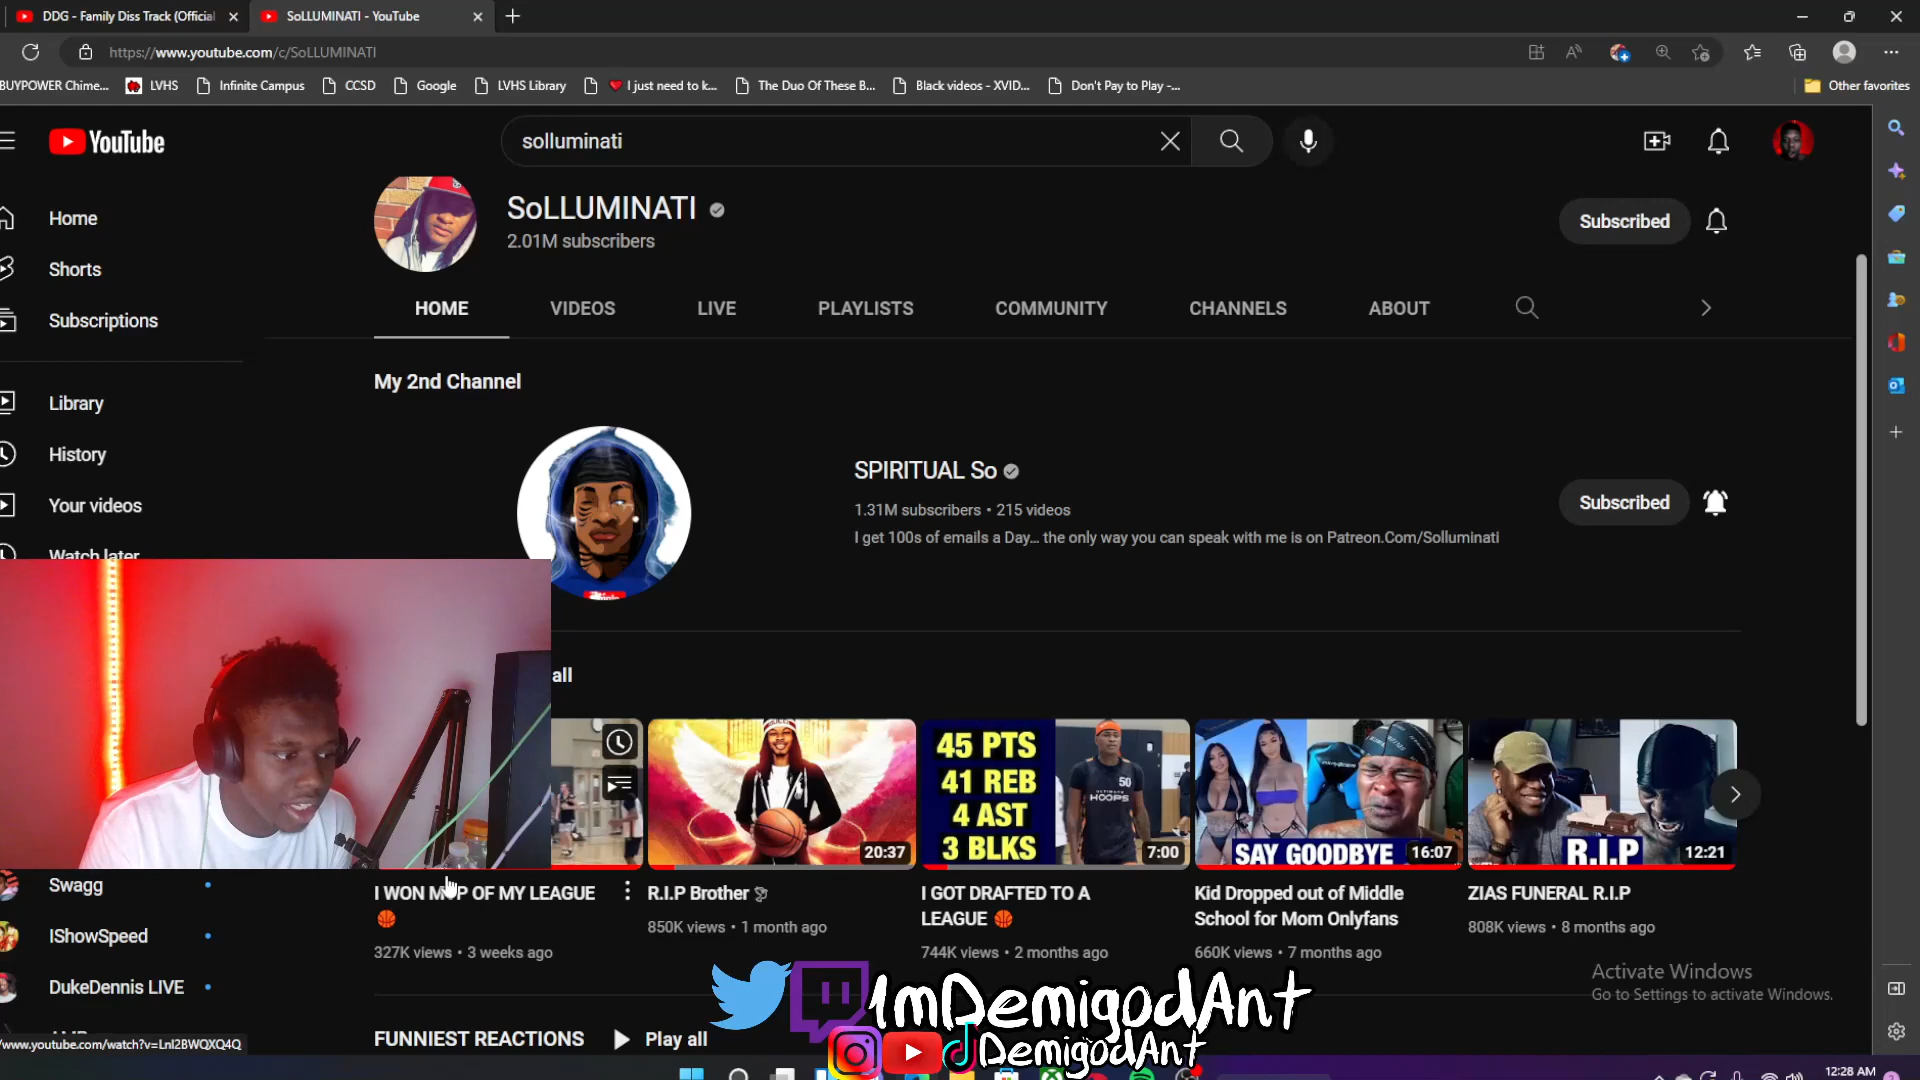 DDG - Family Diss Track (Official
SoLLUMINATI - YouTube
https://www.youtube.com/c/SoLLUMINATI
BUYPOWER Chime...
LVHS
Infinite Campus
CCSD
Google
LVHS Library
I just need to k...
The Duo Of These B...
Black videos - XVID...
Don't Pay to Play -...
Other favorites
YouTube
solluminati
Home
Shorts
Subscriptions
Library
History
Your videos
Watch later
Swagg
IShowSpeed
DukeDennis LIVE
SoLLUMINATI
2.01M subscribers
Subscribed
HOME
VIDEOS
LIVE
PLAYLISTS
COMMUNITY
CHANNELS
ABOUT
My 2nd Channel
SPIRITUAL So
1.31M subscribers • 215 videos
I get 100s of emails a Day... the only way you can speak with me is on Patreon.Com/Solluminati
Subscribed
all
20:37
45 PTS
41 REB
4 AST
3 BLKS
50
HOOPS
7:00
SAY GOODBYE
16:07
R.I.P
12:21
I WON MVP OF MY LEAGUE
327K views • 3 weeks ago
R.I.P Brother
850K views • 1 month ago
I GOT DRAFTED TO A
LEAGUE
744K views • 2 months ago
Kid Dropped out of Middle
School for Mom Onlyfans
660K views • 7 months ago
ZIAS FUNERAL R.I.P
808K views • 8 months ago
Activate Windows
Go to Settings to activate Windows.
FUNNIEST REACTIONS
Play all
1mDemigodAnt
DemigodAnt
/www.youtube.com/watch?v=LnI2BWQXQ4Q
12:28 AM